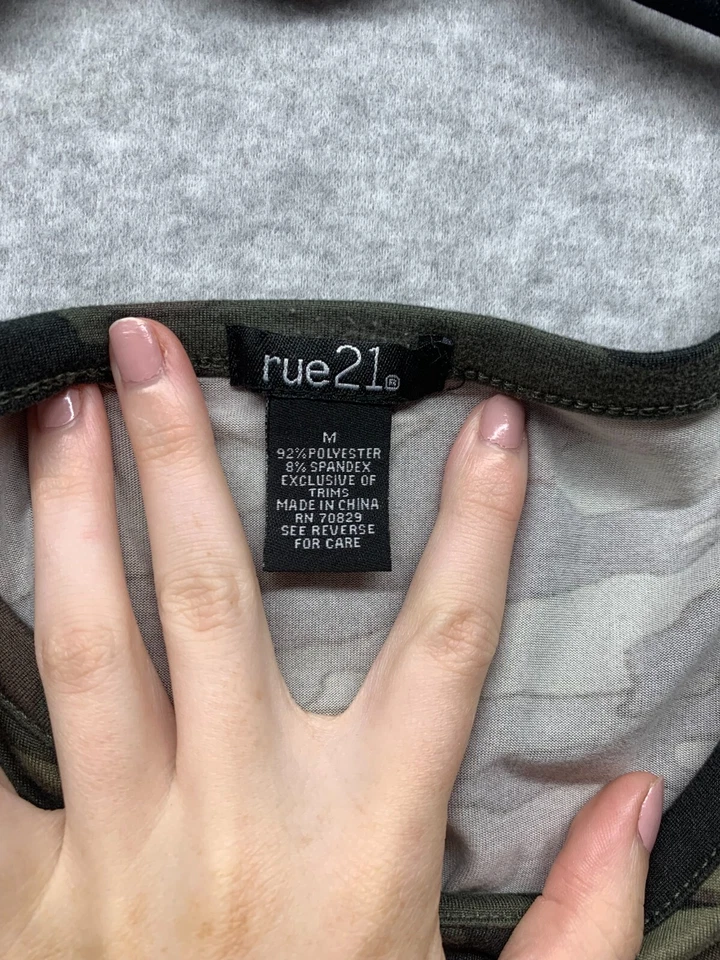 rue21®
M
92%POLYESTER
8% SPANDEX
EXCLUSIVE OF
TRIMS
MADE IN CHINA
RN 70829
SEE REVERSE
FOR CARE